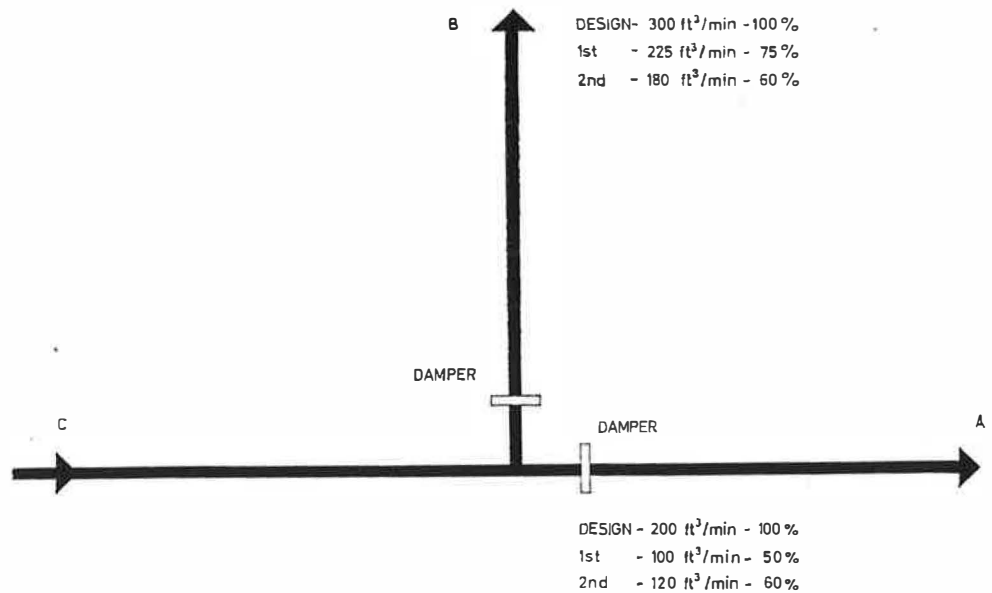 B
DESIGN- 300 ft³/min -100%
1st - 225 ft³/min - 75%
2nd - 180 ft³/min - 60%
DAMPER
C
DAMPER
A
DESIGN- 200 ft³/min - 100%
1st - 100 ft³/min - 50%
2nd - 120 ft³/min - 60%